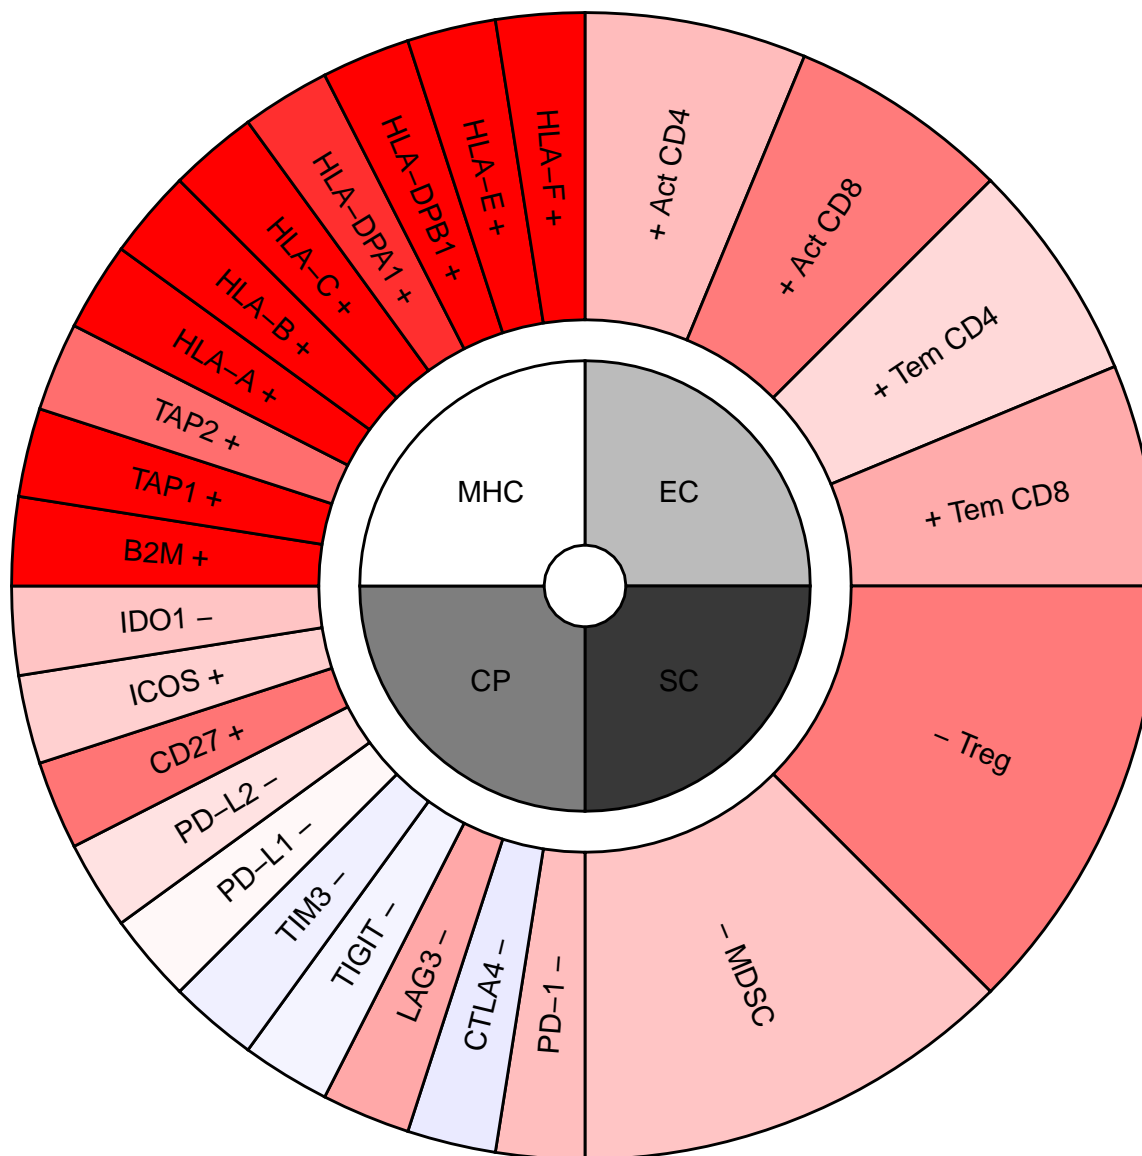 HLA–F +
HLA–E +
HLA–DPB1 +
HLA–DPA1 +
HLA–C +
HLA–B +
HLA–A +
TAP2 +
TAP1 +
B2M +
IDO1 –
ICOS +
CD27 +
PD–L2 –
PD–L1 –
TIM3 –
TIGIT –
LAG3 –
CTLA4 –
PD–1 –
– MDSC
– Treg
+ Tem CD8
+ Tem CD4
+ Act CD8
+ Act CD4
MHC
EC
CP
SC